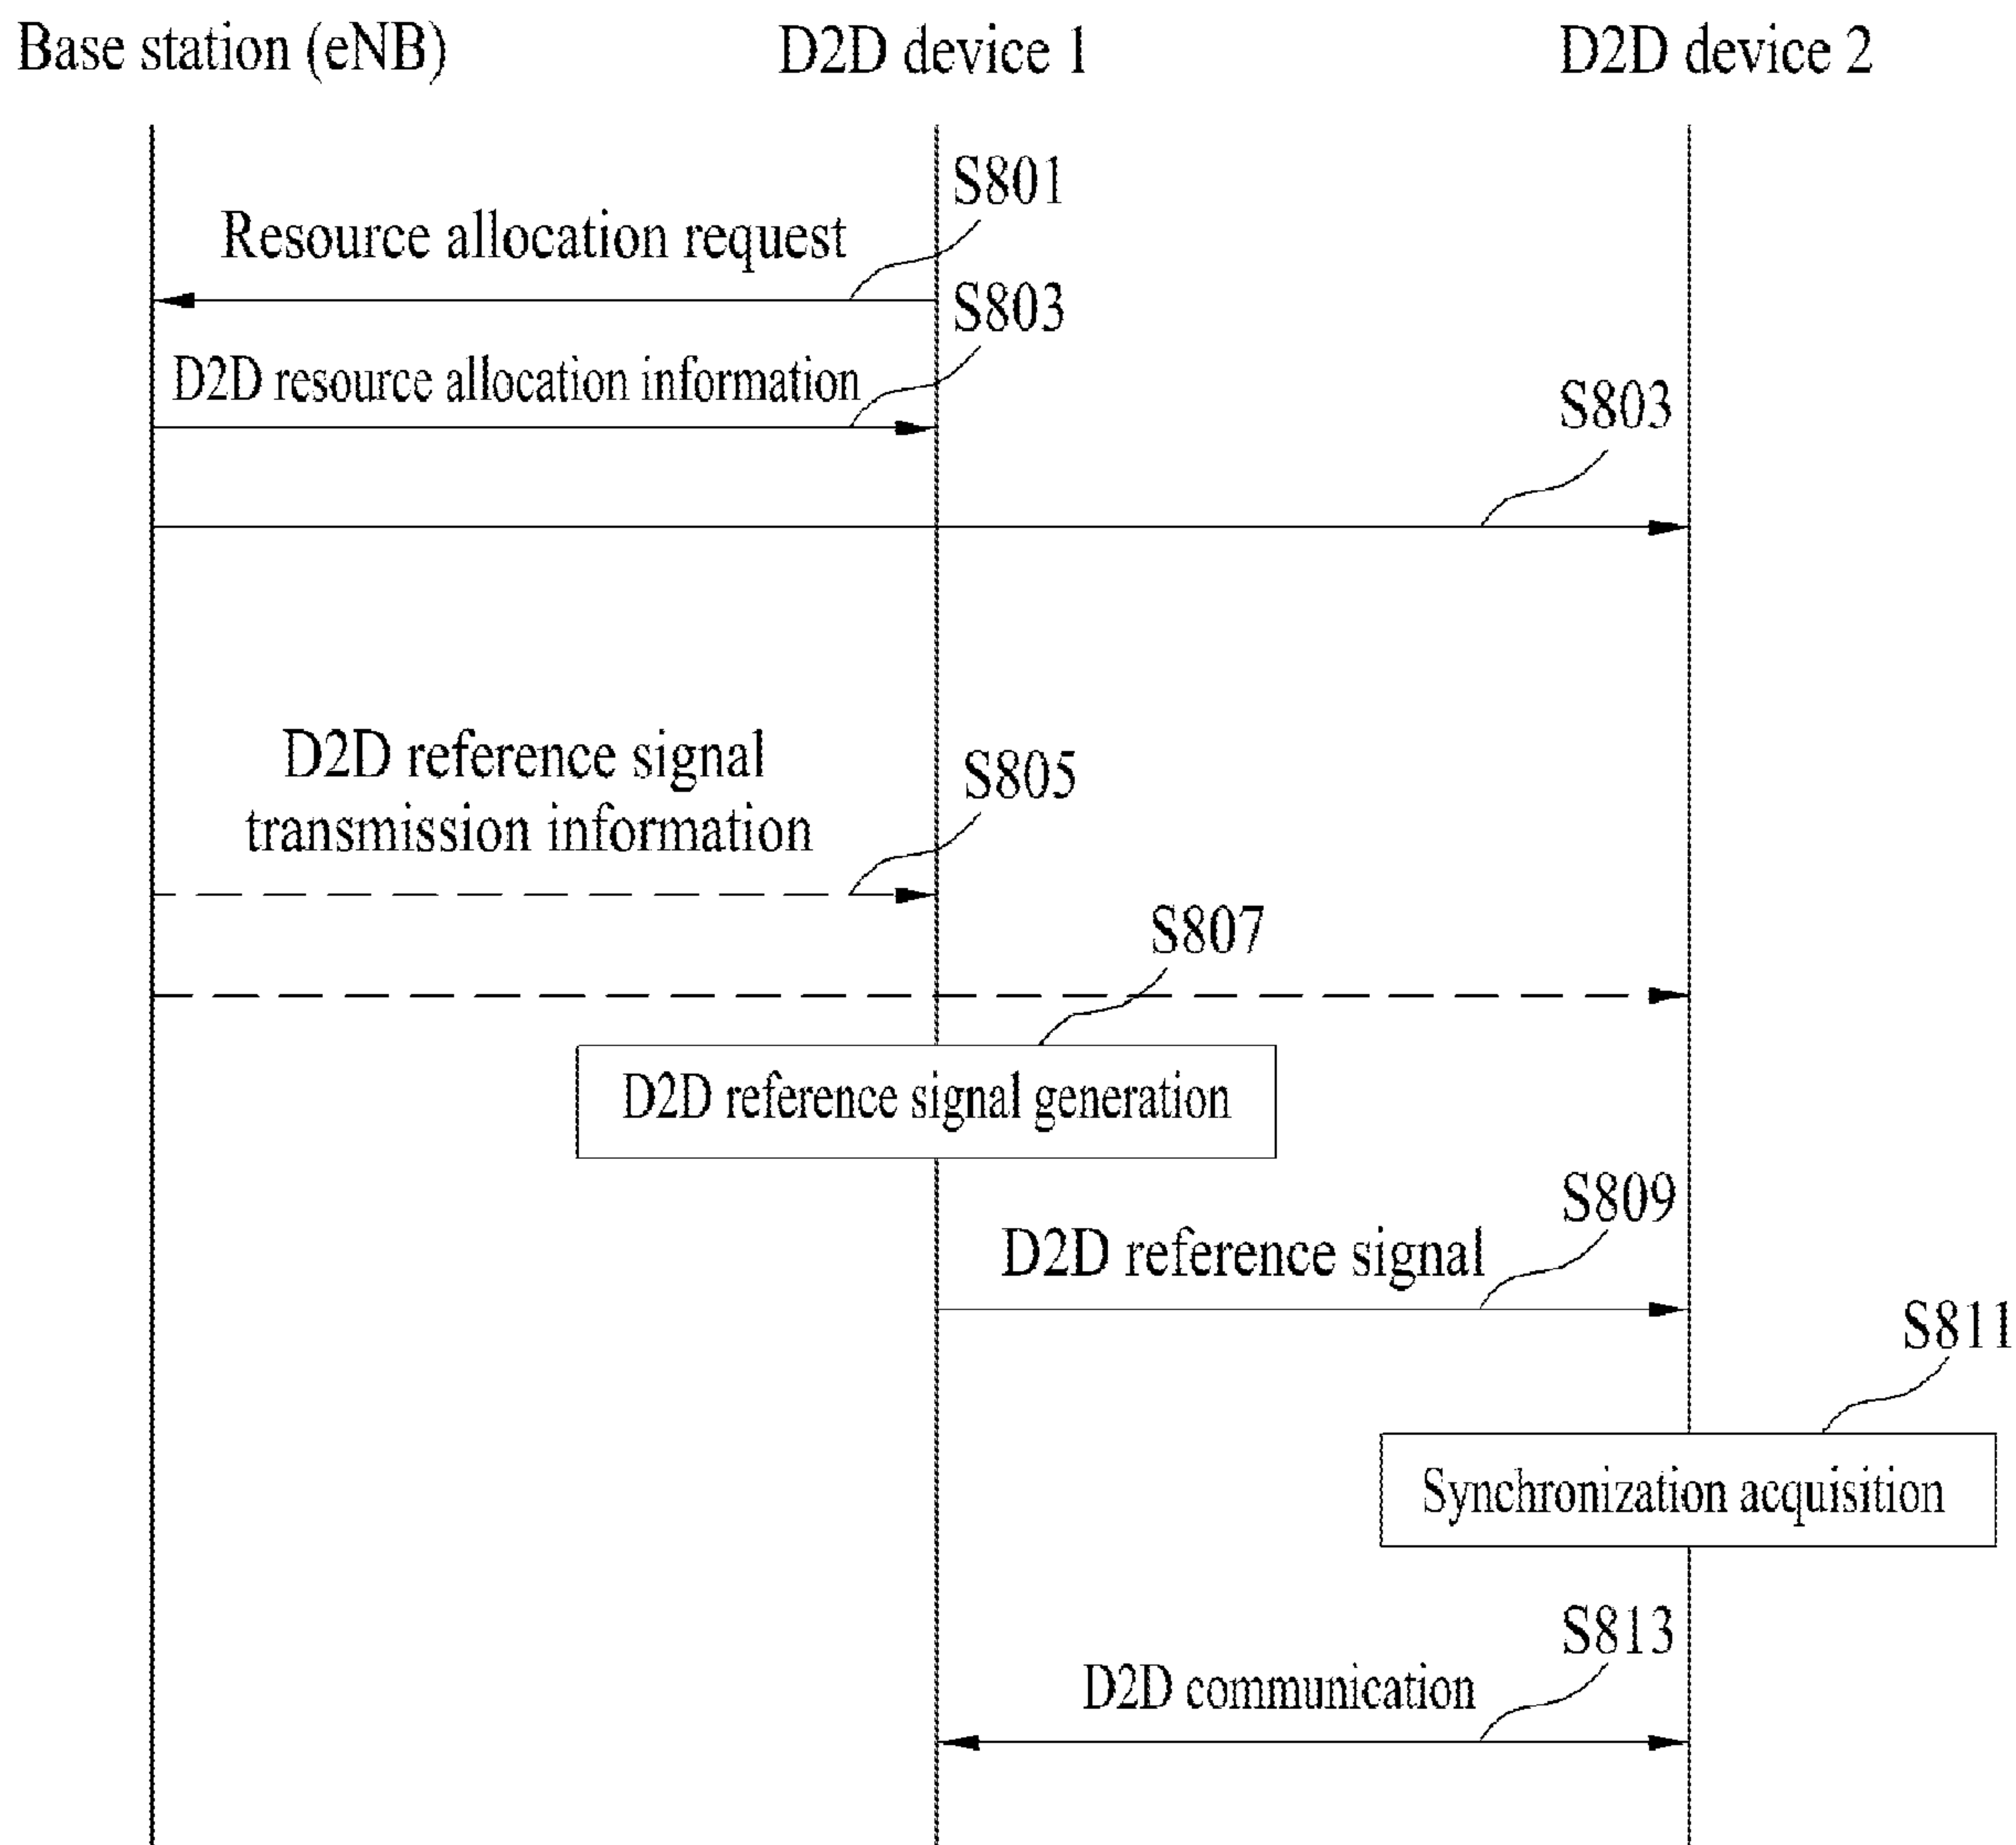 Base station (eNB)
D2D device 1
D2D device 2
S801
Resource allocation request
S803
D2D resource allocation information
S803
D2D reference signal
transmission information
S805
S807
D2D reference signal generation
S809
D2D reference signal
S811
Synchronization acquisition
S813
D2D communication